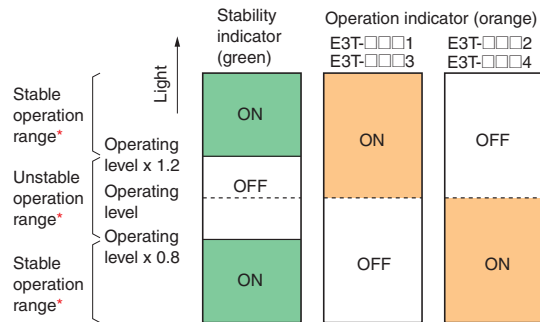 Stability
indicator
(green)
Operation indicator (orange)
E3T-□□□1
E3T-□□□3
E3T-□□□2
E3T-□□□4
Light
Stable
operation
range*
Unstable
operation
range*
Stable
operation
range*
Operating
level x 1.2
Operating
level
Operating
level x 0.8
ON
OFF
ON
ON
OFF
OFF
ON